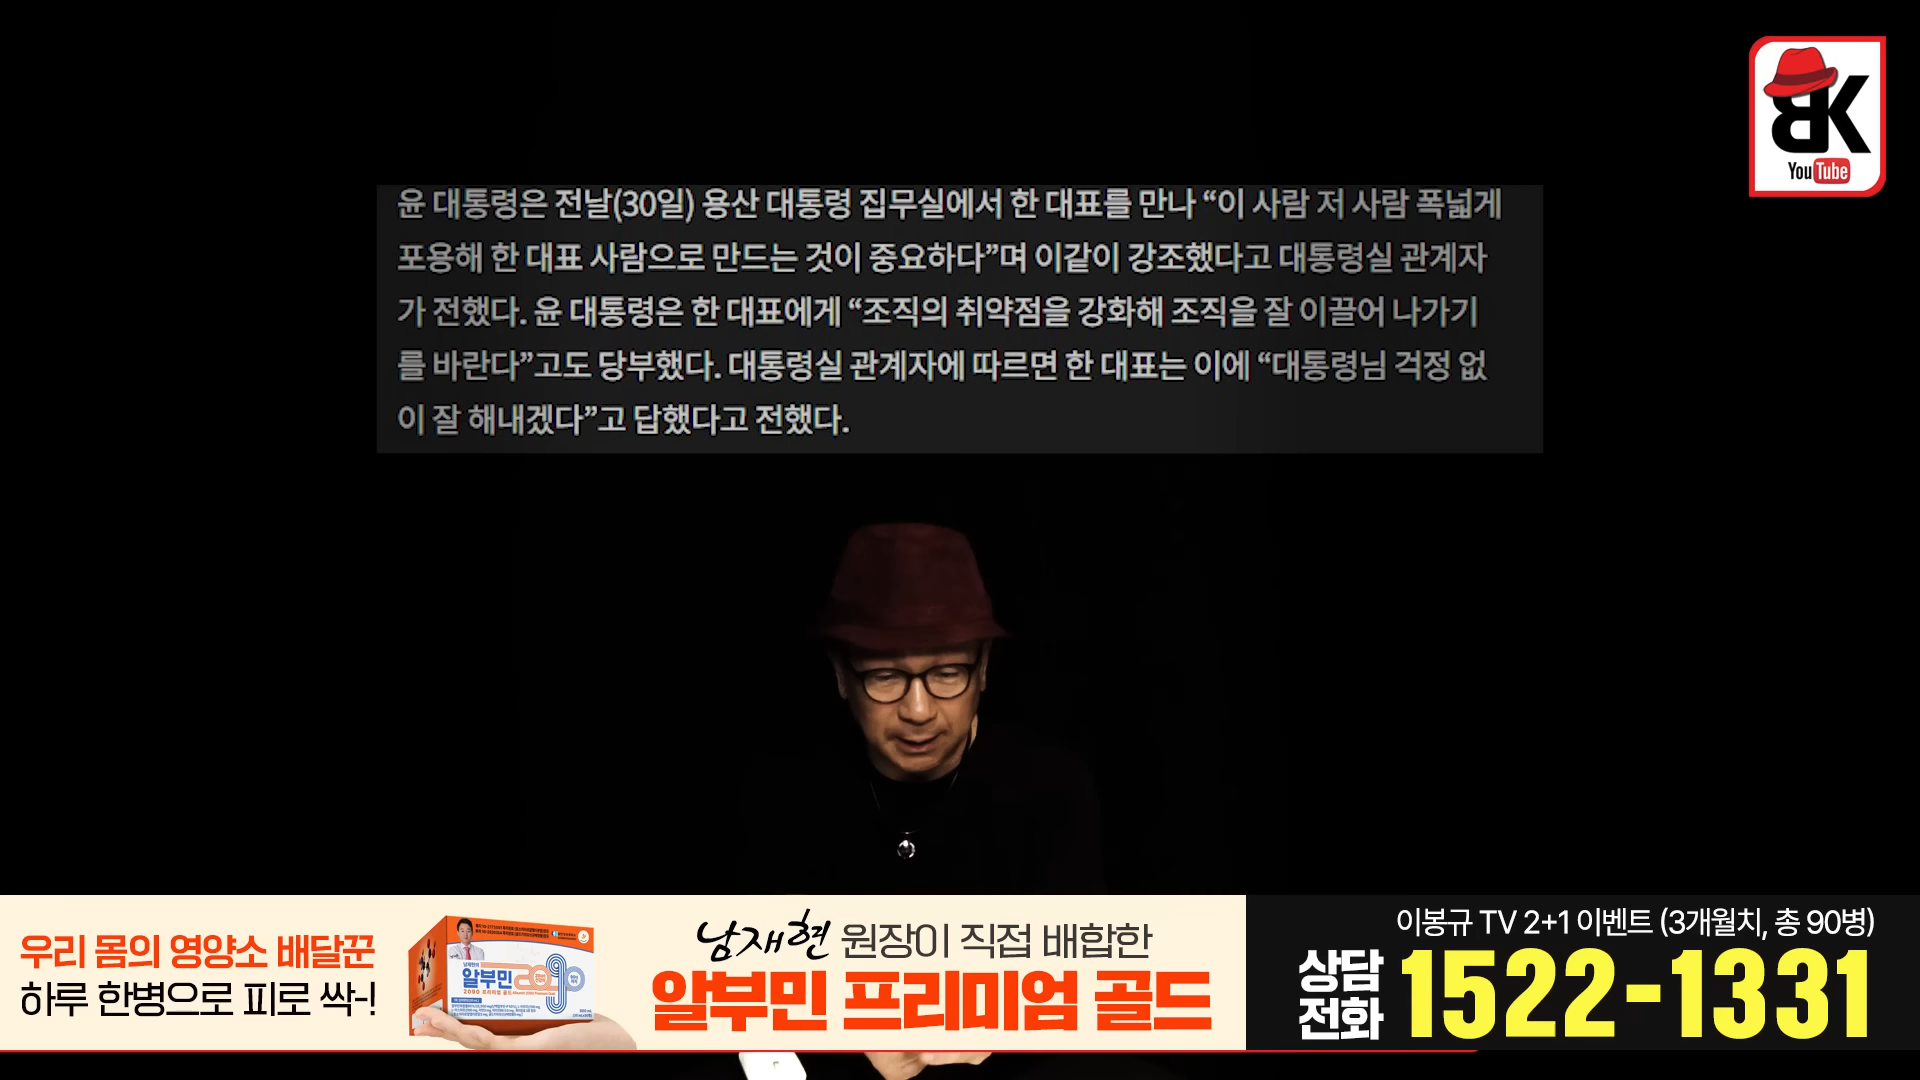 BK
YouTube
윤 대통령은 전날(30일) 용산 대통령 집무실에서 한 대표를 만나 “이 사람 저 사람 폭넓게
포용해 한 대표 사람으로 만드는 것이 중요하다”며 이같이 강조했다고 대통령실 관계자
가 전했다. 윤 대통령은 한 대표에게 “조직의 취약점을 강화해 조직을 잘 이끌어 나가기
를 바란다”고도 당부했다. 대통령실 관계자에 따르면 한 대표는 이에 “대통령님 걱정 없
이 잘 해내겠다”고 답했다고 전했다.
우리 몸의 영양소 배달꾼
하루 한병으로 피로 싹-!
알부민
남재현 원장이 직접 배합한
알부민 프리미엄 골드
이봉규 TV 2+1 이벤트 (3개월치, 총 90병)
상담
전화
1522-1331